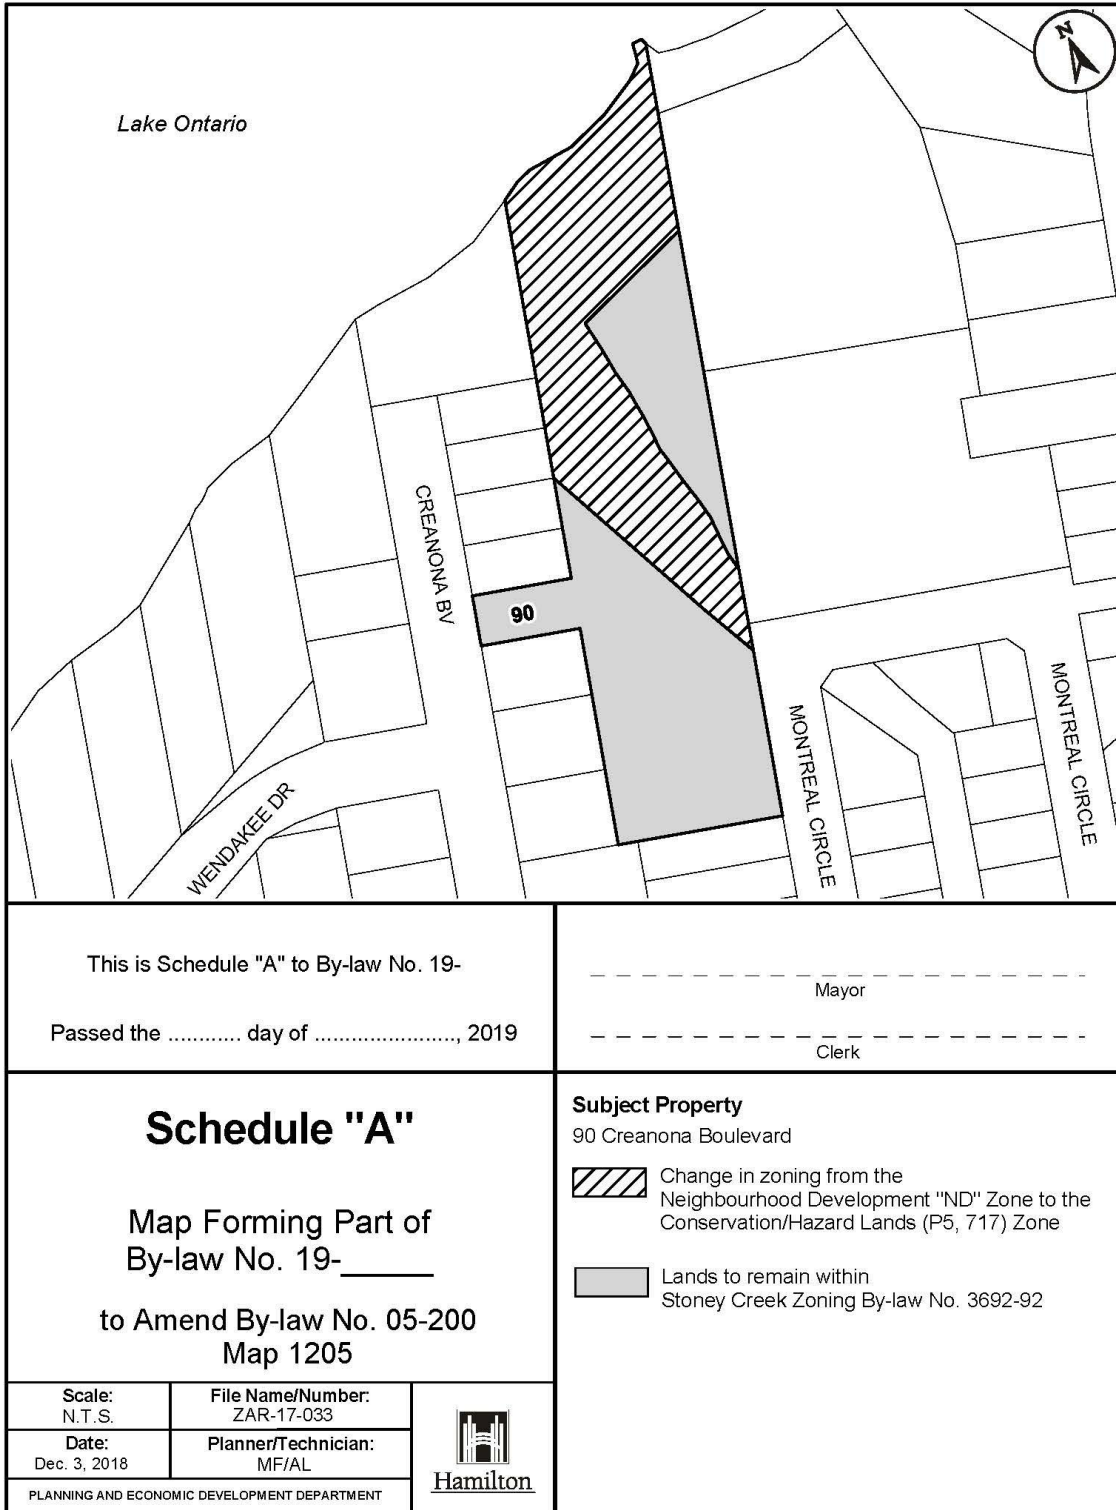 N
Lake Ontario
CREANONA BV
90
WENDAKEE DR
MONTREAL CIRCLE
MONTREAL CIRCLE
This is Schedule "A" to By-law No. 19-
Passed the ............ day of ......................, 2019
Mayor
Clerk
Schedule "A"
Map Forming Part of
By-law No. 19-_____
to Amend By-law No. 05-200
Map 1205
Scale:
N.T.S.
File Name/Number:
ZAR-17-033
Date:
Dec. 3, 2018
Planner/Technician:
MF/AL
PLANNING AND ECONOMIC DEVELOPMENT DEPARTMENT
Hamilton
Subject Property
90 Creanona Boulevard
Change in zoning from the
Neighbourhood Development "ND" Zone to the
Conservation/Hazard Lands (P5, 717) Zone
Lands to remain within
Stoney Creek Zoning By-law No. 3692-92